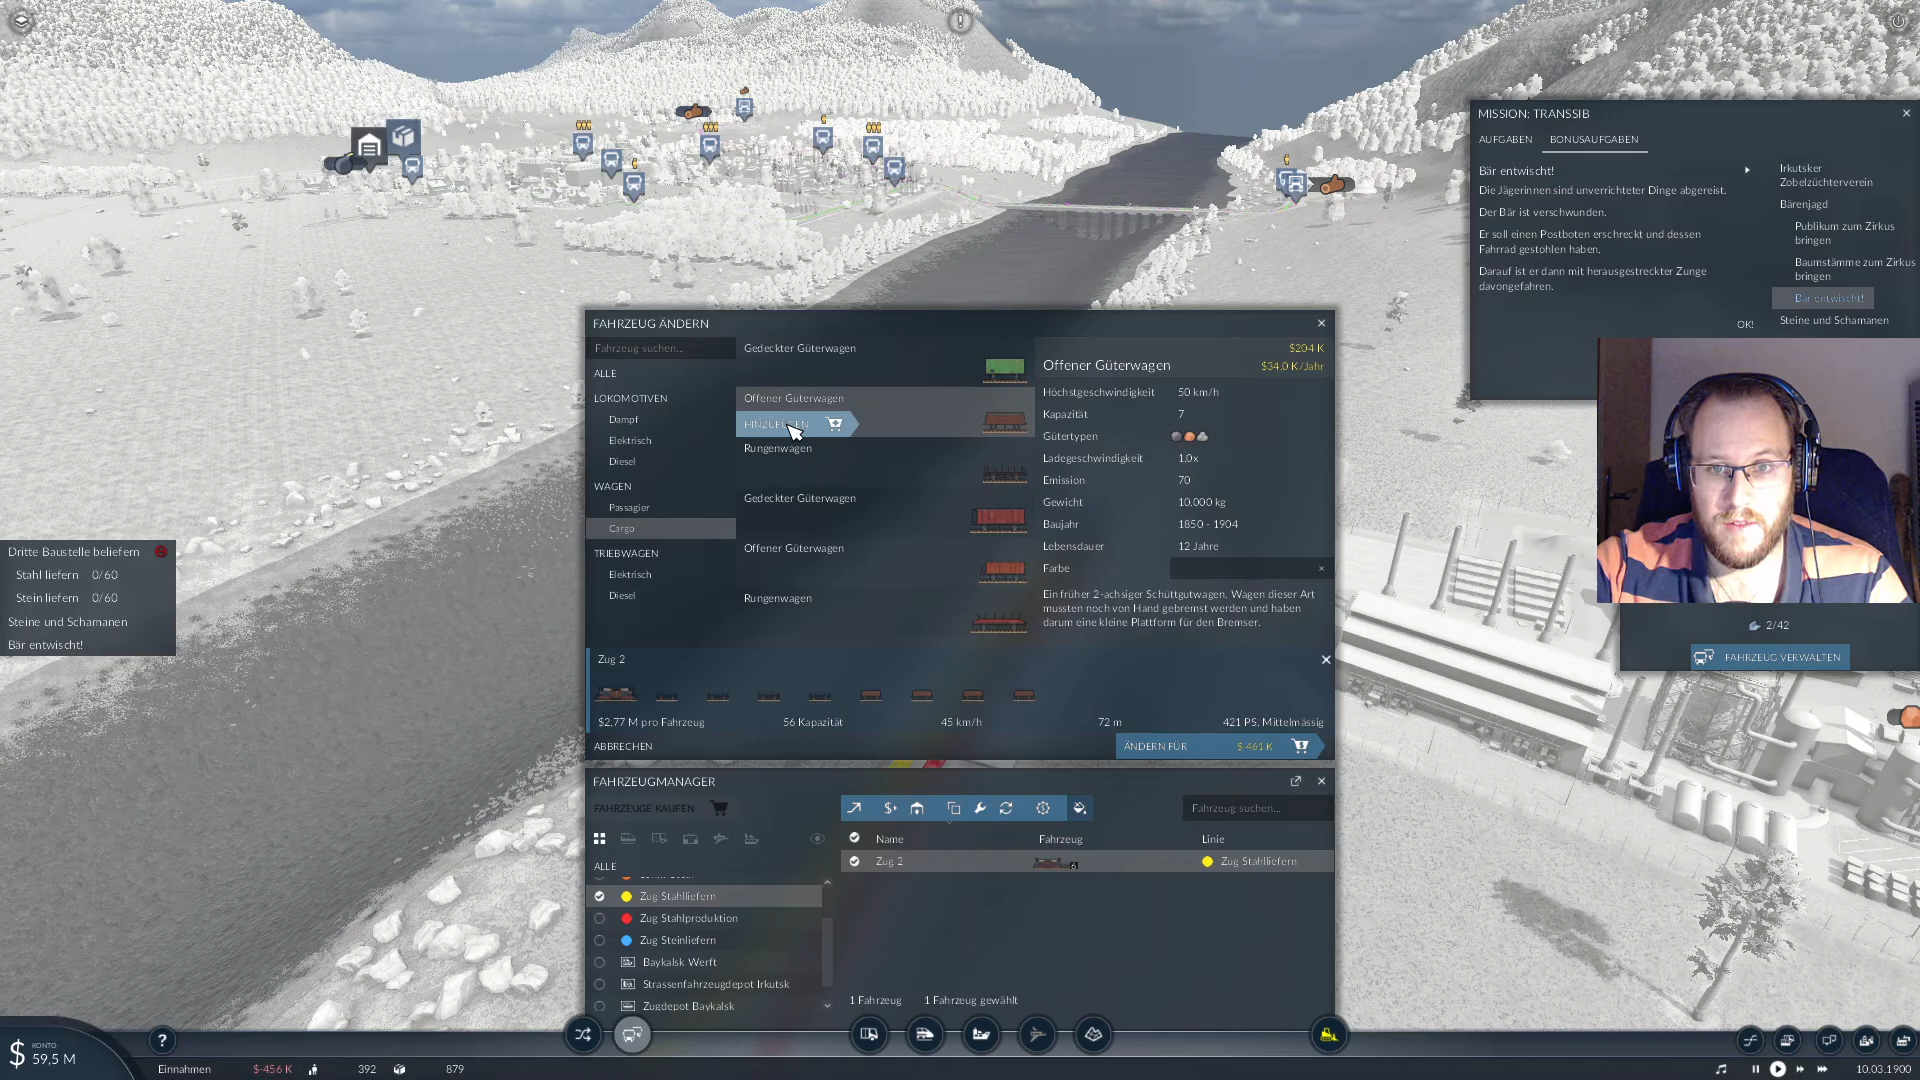 MISSION: TRANSSIB
AUFGABEN BONUSAUFGABEN
Bär entwischt!
Die Jägerinnen sind unverrichteter Dinge abgereist.
Der Bär ist verschwunden.
Er soll einen Postboten erschreckt und dessen
Fahrrad gestohlen haben.
Darauf ist er dann mit herausgestreckter Zunge
davongefahren.
OK!
Irkutsker
Zobelzüchterverein
Bärenjagd
Publikum zum Zirkus
bringen
Baumstämme zum Zirkus
bringen
Bär entwischt!
Steine und Schamanen
FAHRZEUG ÄNDERN
Fahrzeug suchen...
ALLE
LOKOMOTIVEN
Dampf
Elektrisch
Diesel
WAGEN
Passagier
Cargo
TRIEBWAGEN
Elektrisch
Diesel
Gedeckter Güterwagen
Offener Güterwagen
HINZUFÜGEN
Rungenwagen
Gedeckter Güterwagen
Offener Güterwagen
Rungenwagen
$204 K
Offener Güterwagen $34.0 K/Jahr
Höchstgeschwindigkeit 50 km/h
Kapazität 7
Gütertypen
Ladegeschwindigkeit 1,0x
Emission 70
Gewicht 10.000 kg
Baujahr 1850 - 1904
Lebensdauer 12 Jahre
Farbe
Ein früher 2-achsiger Schüttgutwagen. Wagen dieser Art
mussten noch von Hand gebremst werden und haben
darum eine kleine Plattform für den Bremser.
Zug 2
$2,77 M pro Fahrzeug 56 Kapazität 45 km/h 72 m 421 PS, Mittelmässig
ABBRECHEN ÄNDERN FÜR $-461 K
Dritte Baustelle beliefern
Stahl liefern 0/60
Stein liefern 0/60
Steine und Schamanen
Bär entwischt!
2/42
FAHRZEUG VERWALTEN
FAHRZEUGMANAGER
FAHRZEUGE KAUFEN
Fahrzeug suchen...
ALLE
Zug Stahlliefern
Zug Stahlproduktion
Zug Steinliefern
Baykalsk Werft
Strassenfahrzeugdepot Irkutsk
Zugdepot Baykalsk
Name Fahrzeug Linie
Zug 2 6 Zug Stahlliefern
1 Fahrzeug 1 Fahrzeug gewählt
KONTO
$ 59,5 M
?
Einnahmen $-456 K 392 879
10.03.1900